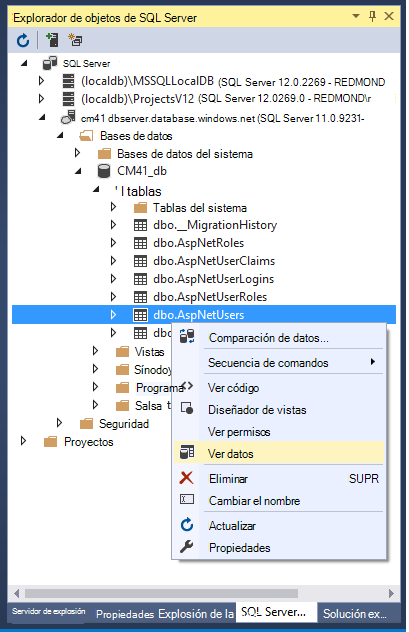 Explorador de objetos de SQL Server
SQL Server
(localdb)\MSSQLLocalDB (SQL Server 12.0.2269 - REDMOND
(localdb)\ProjectsV12 (SQL Server 12.0269.0 - REDMOND\r
cm41 dbserver.database.windows.net (SQL Server 11.0.9231-
Bases de datos
Bases de datos del sistema
CM41_db
' I tablas
Tablas del sistema
dbo.__MigrationHistory
dbo.AspNetRoles
dbo.AspNetUserClaims
dbo.AspNetUserLogins
dbo.AspNetUserRoles
dbo.AspNetUsers
dbo
Vistas
Sínodoy
Programa
Salsa t
Seguridad
Proyectos
Comparación de datos...
Secuencia de comandos
Ver código
Diseñador de vistas
Ver permisos
Ver datos
Eliminar SUPR
Cambiar el nombre
Actualizar
Propiedades
Servidor de explosión Propiedades Explosión de la SQL Server... Solución ex...